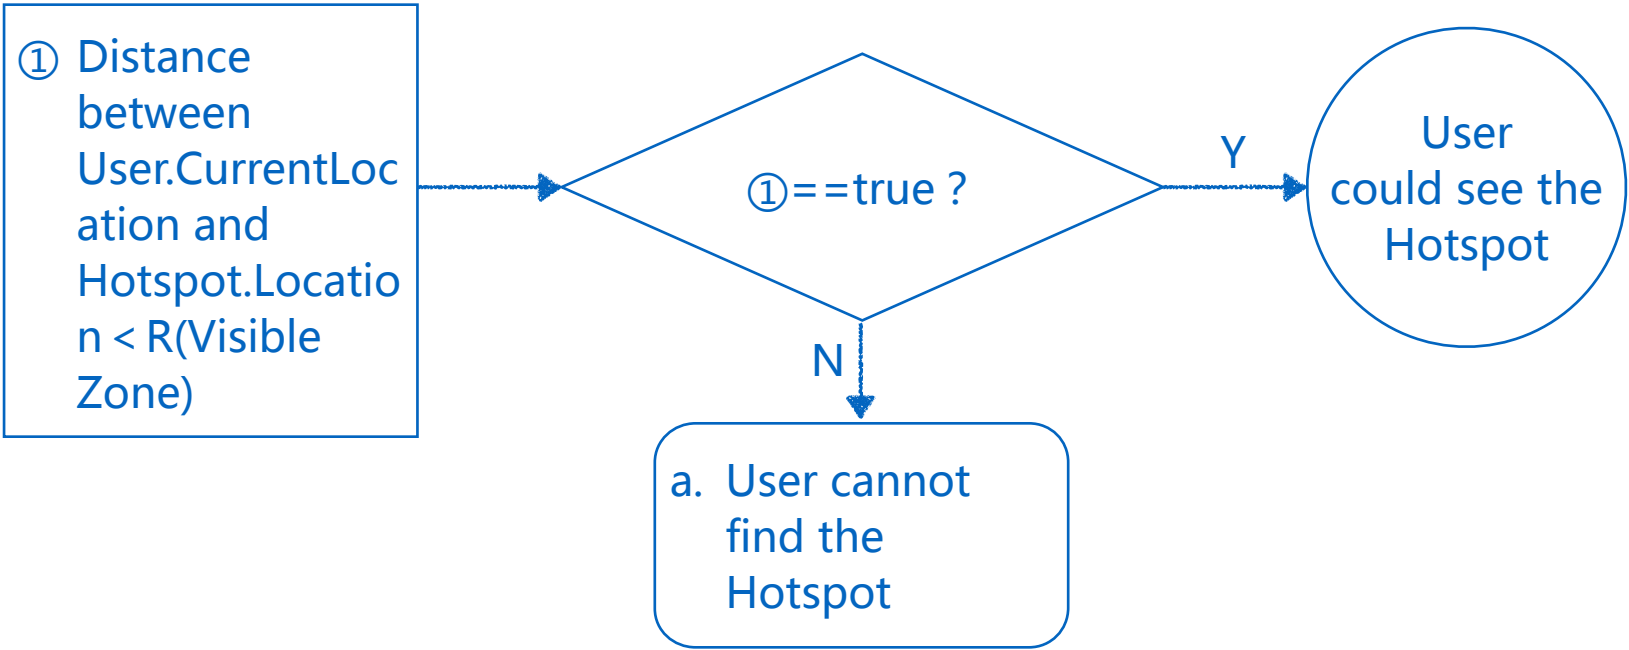 ① Distance
between
User.CurrentLoc
ation and
Hotspot.Locatio
n < R(Visible
Zone)
①==true ?
Y
User
could see the
Hotspot
N
a. User cannot
find the
Hotspot